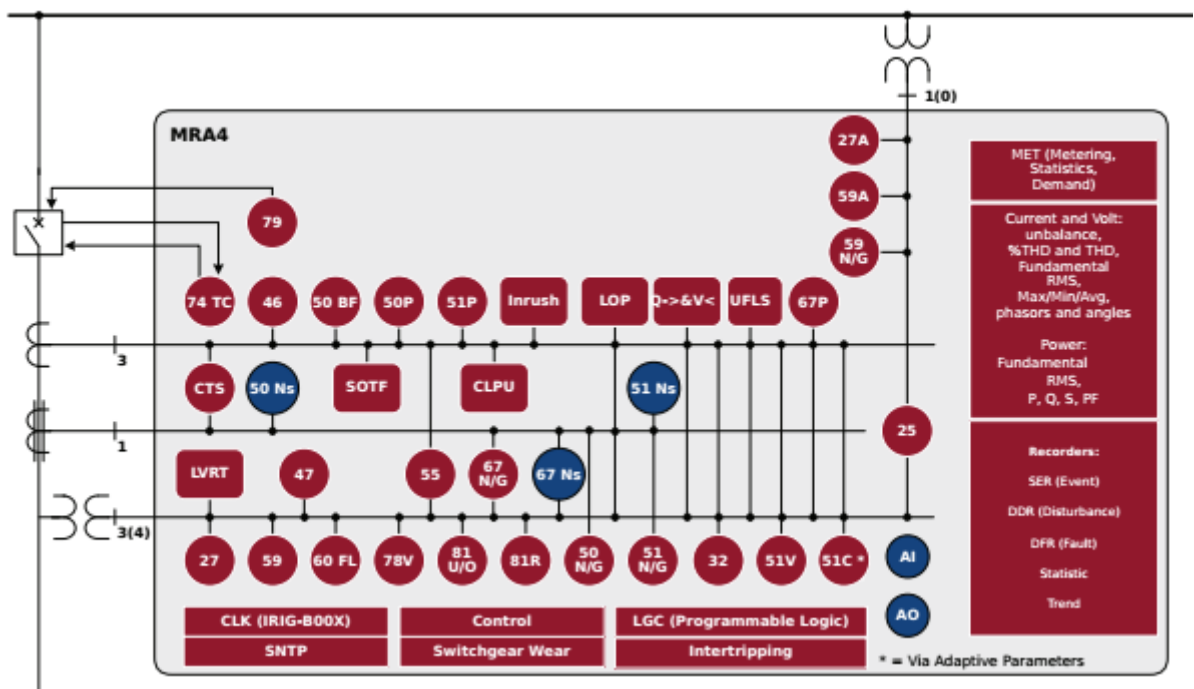 1(0)
MRA4
27A
59A
59
N/G
79
74 TC
46
50 BF
50P
51P
Inrush
LOP
Q->&V<
UFLS
67P
3
CTS
50 Ns
SOTF
CLPU
51 Ns
25
1
LVRT
47
55
67
N/G
67 Ns
3(4)
27
59
60 FL
78V
81
U/O
81R
50
N/G
51
N/G
32
51V
51C *
AI
AO
CLK (IRIG-B00X)
SNTP
Control
Switchgear Wear
LGC (Programmable Logic)
Intertripping
* = Via Adaptive Parameters
MET (Metering,
Statistics,
Demand)
Current and Volt:
unbalance,
%THD and THD,
Fundamental
RMS,
Max/Min/Avg,
phasors and angles
Power:
Fundamental
RMS,
P, Q, S, PF
Recorders:
SER (Event)
DDR (Disturbance)
DFR (Fault)
Statistic
Trend